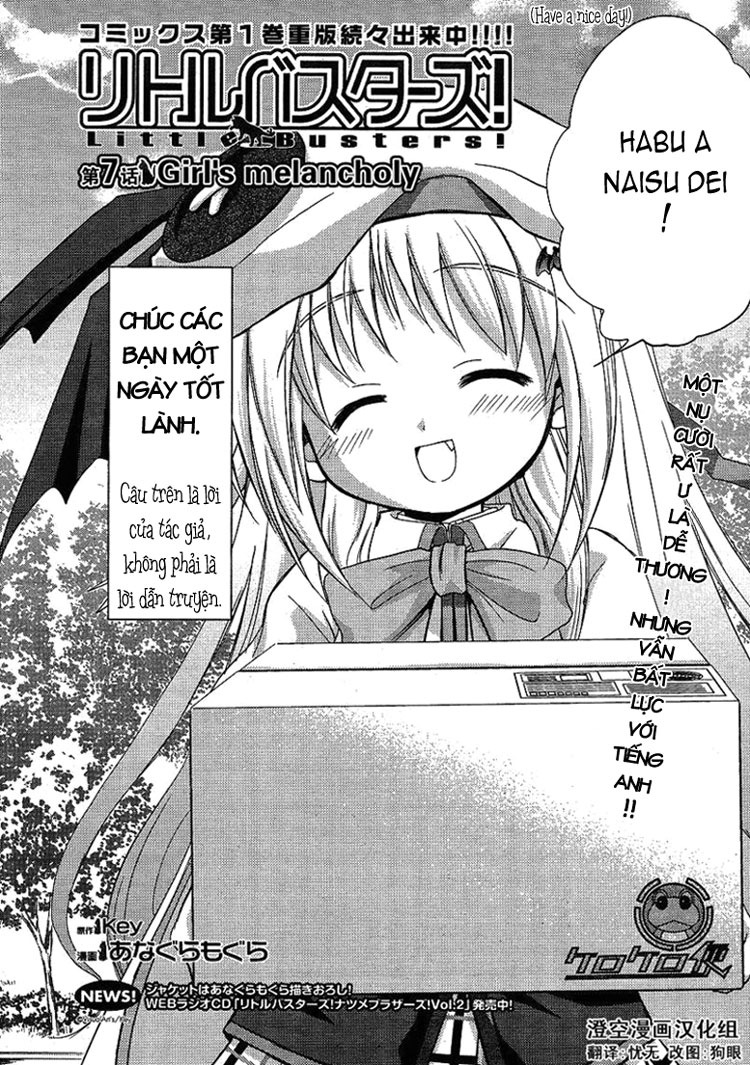 コミックス第1巻重版続々出来中!!!!
(Have a nice day!)
リトルバスターズ!
Little Busters!
第7话 Girl's melancholy
HABU A
NAISU DEI
!
CHÚC CÁC
BẠN MỘT
NGÀY TỐT
LÀNH.
Câu trên là lời
của tác giả,
không phải là
lời dẫn truyện.
MỘT
NỤ
CƯỜI
RẤT
Ư LÀ
DỄ
THƯƠNG
! NHƯNG
VẪN
BẤT
LỰC
VỚI
TIẾNG
ANH
!!
原作 Key
漫画 あなぐらもぐら
ケロケロ便
NEWS!
ジャケットはあなぐらもぐら描きおろし!
WEBラジオCD「リトルバスターズ!ナツメブラザーズ!Vol.2」発売中!
澄空漫画汉化组
翻译:忧无 改图:狗眼